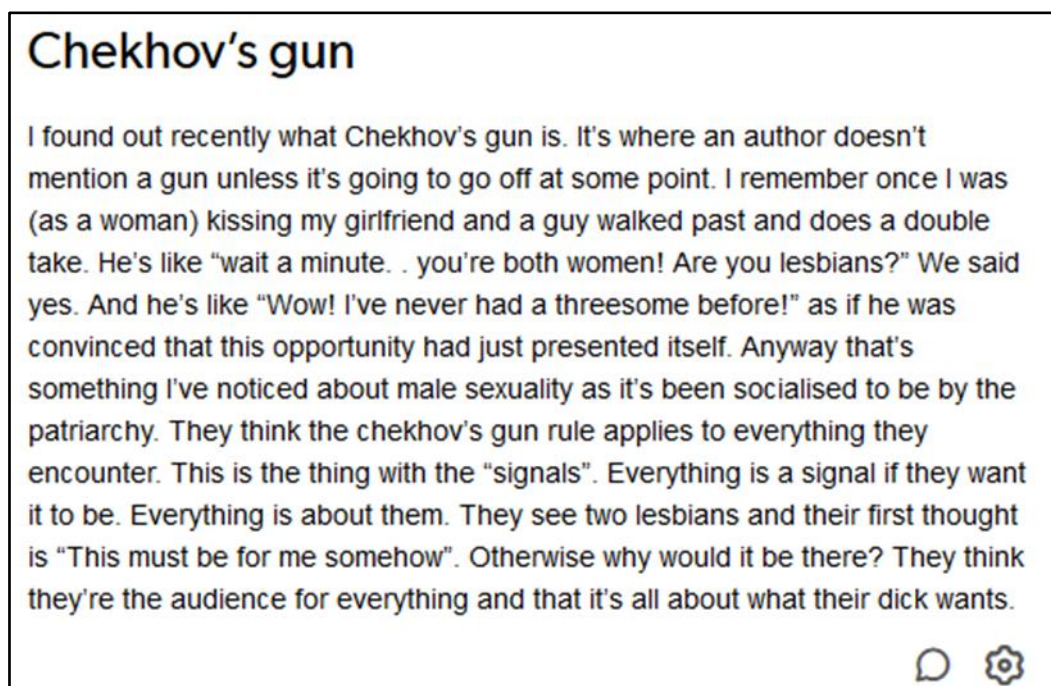 Chekhov’s gun
I found out recently what Chekhov’s gun is. It’s where an author doesn’t
mention a gun unless it’s going to go off at some point. I remember once I was
(as a woman) kissing my girlfriend and a guy walked past and does a double
take. He’s like “wait a minute. . you’re both women! Are you lesbians?” We said
yes. And he’s like “Wow! I’ve never had a threesome before!” as if he was
convinced that this opportunity had just presented itself. Anyway that’s
something I’ve noticed about male sexuality as it’s been socialised to be by the
patriarchy. They think the chekhov’s gun rule applies to everything they
encounter. This is the thing with the “signals”. Everything is a signal if they want
it to be. Everything is about them. They see two lesbians and their first thought
is “This must be for me somehow”. Otherwise why would it be there? They think
they’re the audience for everything and that it’s all about what their dick wants.